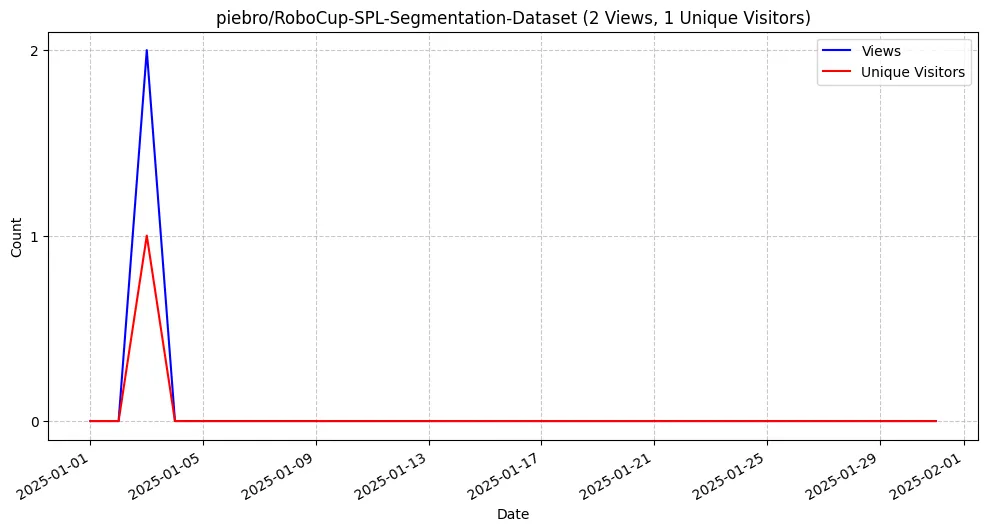 piebro/RoboCup-SPL-Segmentation-Dataset (2 Views, 1 Unique Visitors)
Views
Unique Visitors
2
1
0
Count
2025-01-01
2025-01-05
2025-01-09
2025-01-13
2025-01-17
2025-01-21
2025-01-25
2025-01-29
2025-02-01
Date